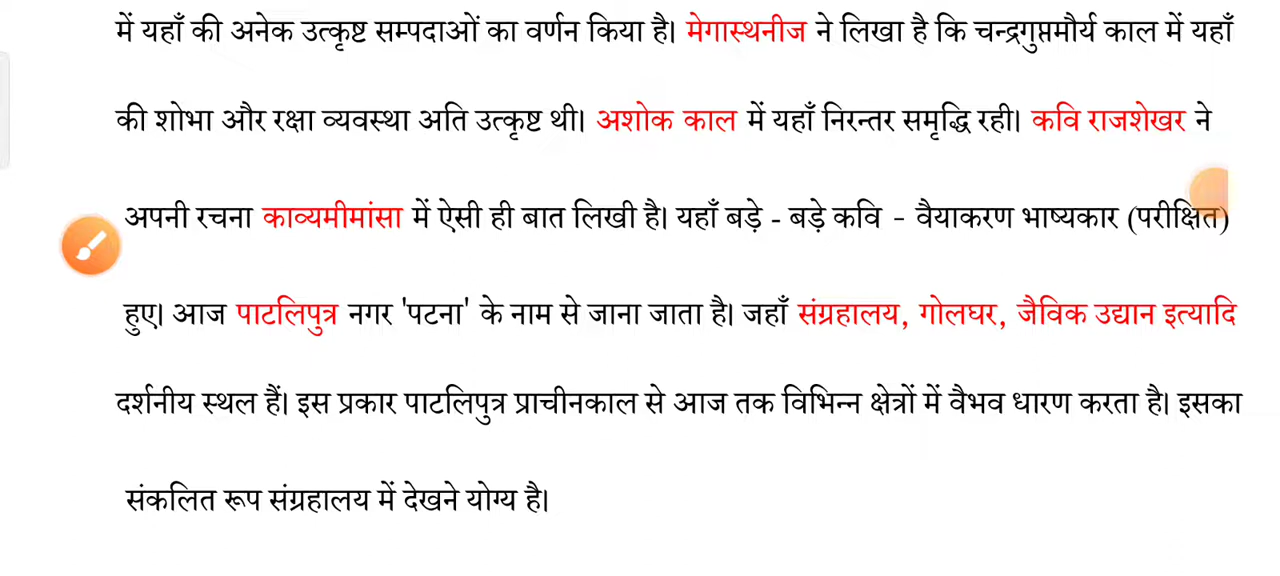 में यहाँ की अनेक उत्कृष्ट सम्पदाओं का वर्णन किया है। मेगास्थनीज ने लिखा है कि चन्द्रगुप्तमौर्य काल में यहाँ
की शोभा और रक्षा व्यवस्था अति उत्कृष्ट थी। अशोक काल में यहाँ निरन्तर समृद्धि रही। कवि राजशेखर ने
अपनी रचना काव्यमीमांसा में ऐसी ही बात लिखी है। यहाँ बड़े - बड़े कवि - वैयाकरण भाष्यकार (परीक्षित)
हुए। आज पाटलिपुत्र नगर 'पटना' के नाम से जाना जाता है। जहाँ संग्रहालय, गोलघर, जैविक उद्यान इत्यादि
दर्शनीय स्थल हैं। इस प्रकार पाटलिपुत्र प्राचीनकाल से आज तक विभिन्न क्षेत्रों में वैभव धारण करता है। इसका
संकलित रूप संग्रहालय में देखने योग्य है।